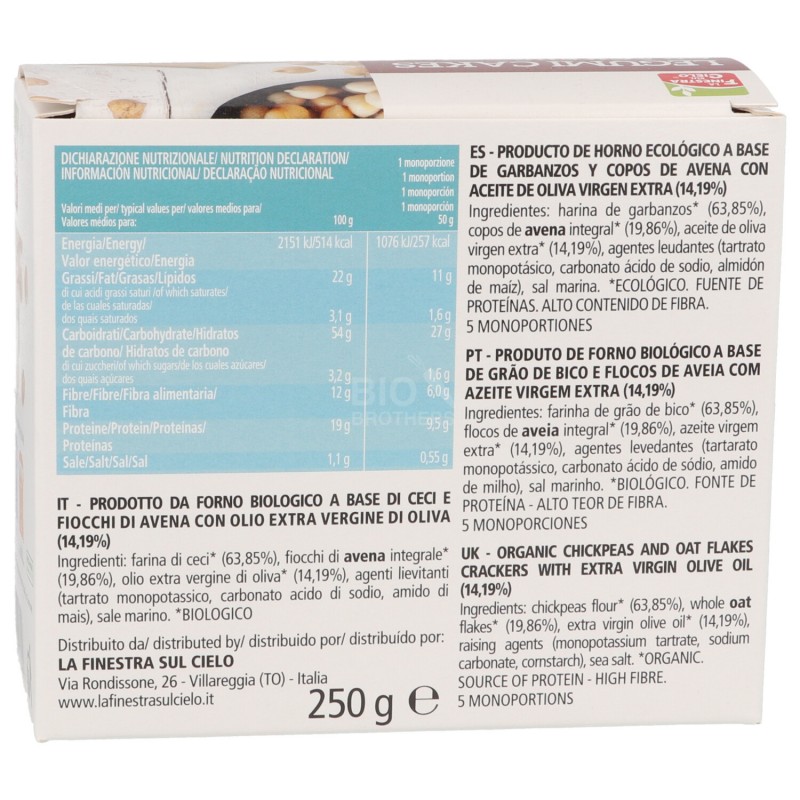 LEGUMI CAKES
LA
FINESTRA
SUL
CIELO
DICHIARAZIONE NUTRIZIONALE/ NUTRITION DECLARATION/
INFORMACIÓN NUTRICIONAL/ DECLARAÇÃO NUTRICIONAL
1 monoporzione
1 monoportion
1 monoporción
1 monoporción
Valori medi per/ typical values per/ valores medios para/
Valores médios para: 100 g 50 g
Energia/Energy/ 2151 kJ/514 kcal 1076 kJ/257 kcal
Valor energético/Energia
Grassi/Fat/Grasas/Lípidos 22 g 11 g
di cui acidi grassi saturi /of which saturates/
de las cuales saturadas/
dos quais saturados 3,1 g 1,6 g
Carboidrati/Carbohydrate/Hidratos 54 g 27 g
de carbono/ Hidratos de carbono
di cui zuccheri/of which sugars/de los cuales azúcares/
dos quais açúcares 3,2 g 1,6 g
Fibre/Fibre/Fibra alimentaria/ 12 g 6,0 g
Fibra
Proteine/Protein/Proteínas/ 19 g 9,5 g
Proteínas
Sale/Salt/Sal/Sal 1,1 g 0,55 g
BIO
BROTHERS
IT - PRODOTTO DA FORNO BIOLOGICO A BASE DI CECI E
FIOCCHI DI AVENA CON OLIO EXTRA VERGINE DI OLIVA
(14,19%)
Ingredienti: farina di ceci* (63,85%), fiocchi di avena integrale*
(19,86%), olio extra vergine di oliva* (14,19%), agenti lievitanti
(tartrato monopotassico, carbonato acido di sodio, amido di
mais), sale marino. *BIOLOGICO
Distribuito da/ distributed by/ distribuido por/ distribuído por:
LA FINESTRA SUL CIELO
Via Rondissone, 26 - Villareggia (TO) - Italia
www.lafinestrasulcielo.it
250 g e
ES - PRODUCTO DE HORNO ECOLÓGICO A BASE
DE GARBANZOS Y COPOS DE AVENA CON
ACEITE DE OLIVA VIRGEN EXTRA (14,19%)
Ingredientes: harina de garbanzos* (63,85%),
copos de avena integral* (19,86%), aceite de oliva
virgen extra* (14,19%), agentes leudantes (tartrato
monopotásico, carbonato ácido de sodio, almidón
de maíz), sal marina. *ECOLÓGICO. FUENTE DE
PROTEÍNAS. ALTO CONTENIDO DE FIBRA.
5 MONOPORTIONES
PT - PRODUTO DE FORNO BIOLÓGICO A BASE
DE GRÃO DE BICO E FLOCOS DE AVEIA COM
AZEITE VIRGEM EXTRA (14,19%)
Ingredientes: farinha de grão de bico* (63,85%),
flocos de aveia integral* (19,86%), azeite virgem
extra* (14,19%), agentes levedantes (tartarato
monopotássico, carbonato ácido de sódio, amido
de milho), sal marinho. *BIOLÓGICO. FONTE DE
PROTEÍNA - ALTO TEOR DE FIBRA.
5 MONOPORCIONES
UK - ORGANIC CHICKPEAS AND OAT FLAKES
CRACKERS WITH EXTRA VIRGIN OLIVE OIL
(14,19%)
Ingredients: chickpeas flour* (63,85%), whole oat
flakes* (19,86%), extra virgin olive oil* (14,19%),
raising agents (monopotassium tartrate, sodium
carbonate, cornstarch), sea salt. *ORGANIC.
SOURCE OF PROTEIN - HIGH FIBRE.
5 MONOPORTIONS